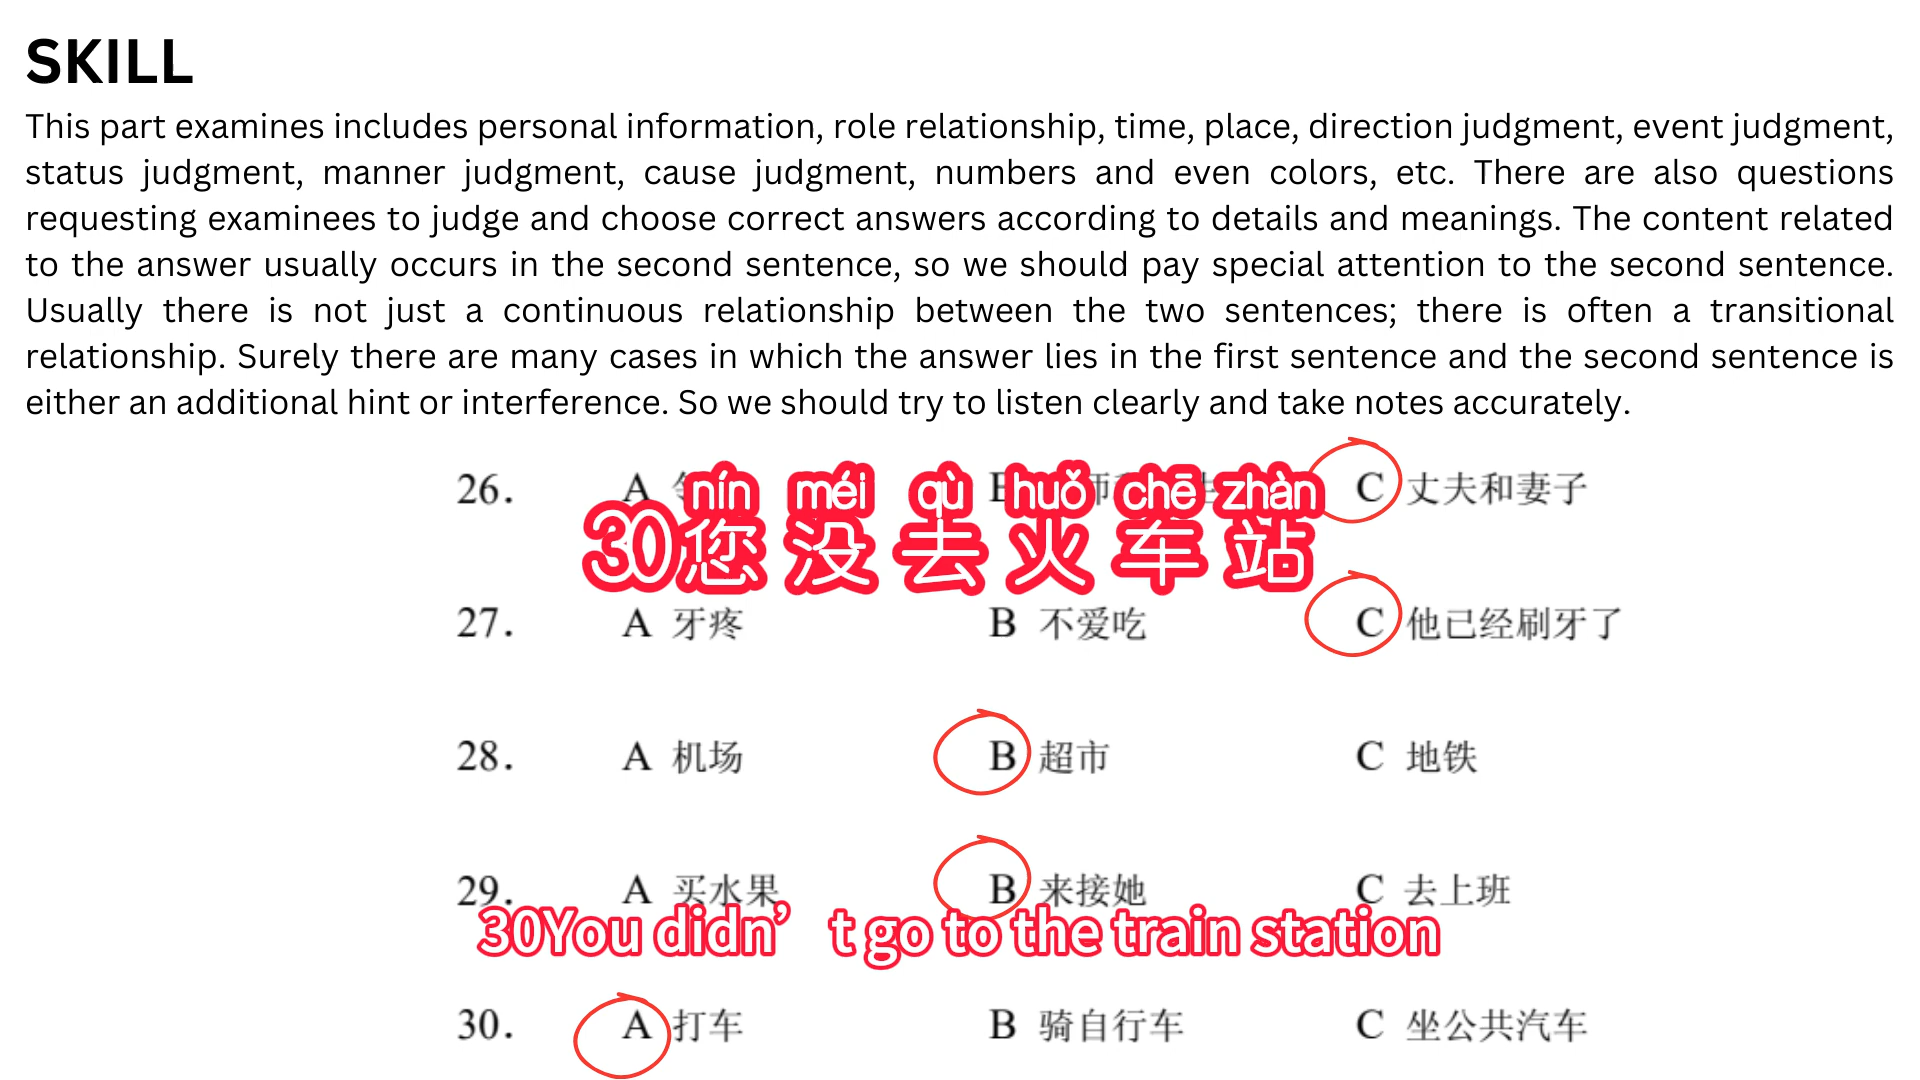 SKILL
This part examines includes personal information, role relationship, time, place, direction judgment, event judgment,
status judgment, manner judgment, cause judgment, numbers and even colors, etc. There are also questions
requesting examinees to judge and choose correct answers according to details and meanings. The content related
to the answer usually occurs in the second sentence, so we should pay special attention to the second sentence.
Usually there is not just a continuous relationship between the two sentences; there is often a transitional
relationship. Surely there are many cases in which the answer lies in the first sentence and the second sentence is
either an additional hint or interference. So we should try to listen clearly and take notes accurately.
26. A B C 丈夫和妻子
nín méi qù huǒ chē zhàn
30您没去火车站
27. A 牙疼 B 不爱吃 C 他已经刷牙了
28. A 机场 B 超市 C 地铁
29. A 买水果 B 来接她 C 去上班
30You didn’t go to the train station
30. A 打车 B 骑自行车 C 坐公共汽车